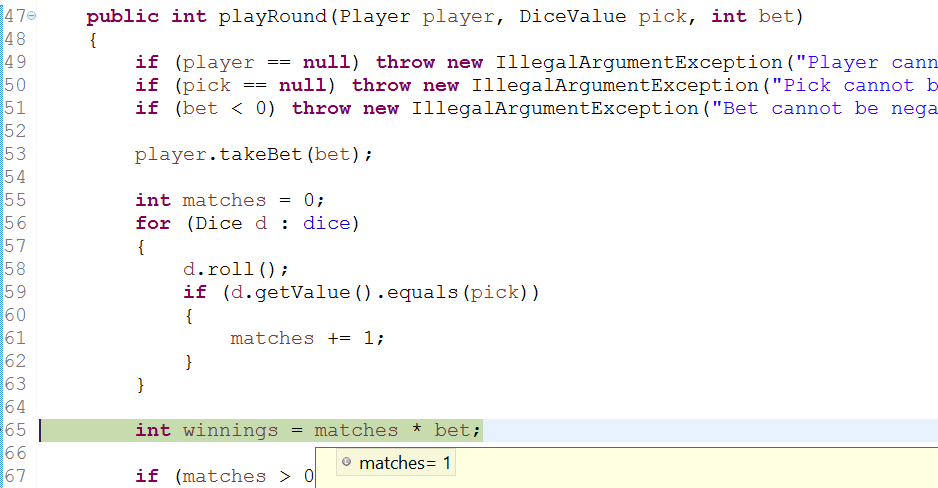 47 public int playRound(Player player, DiceValue pick, int bet)
48 {
49 if (player == null) throw new IllegalArgumentException("Player cann
50 if (pick == null) throw new IllegalArgumentException("Pick cannot b
51 if (bet < 0) throw new IllegalArgumentException("Bet cannot be nega
52
53 player.takeBet(bet);
54
55 int matches = 0;
56 for (Dice d : dice)
57 {
58 d.roll();
59 if (d.getValue().equals(pick))
60 {
61 matches += 1;
62 }
63 }
64
65 int winnings = matches * bet;
66
matches= 1
67 if (matches > 0